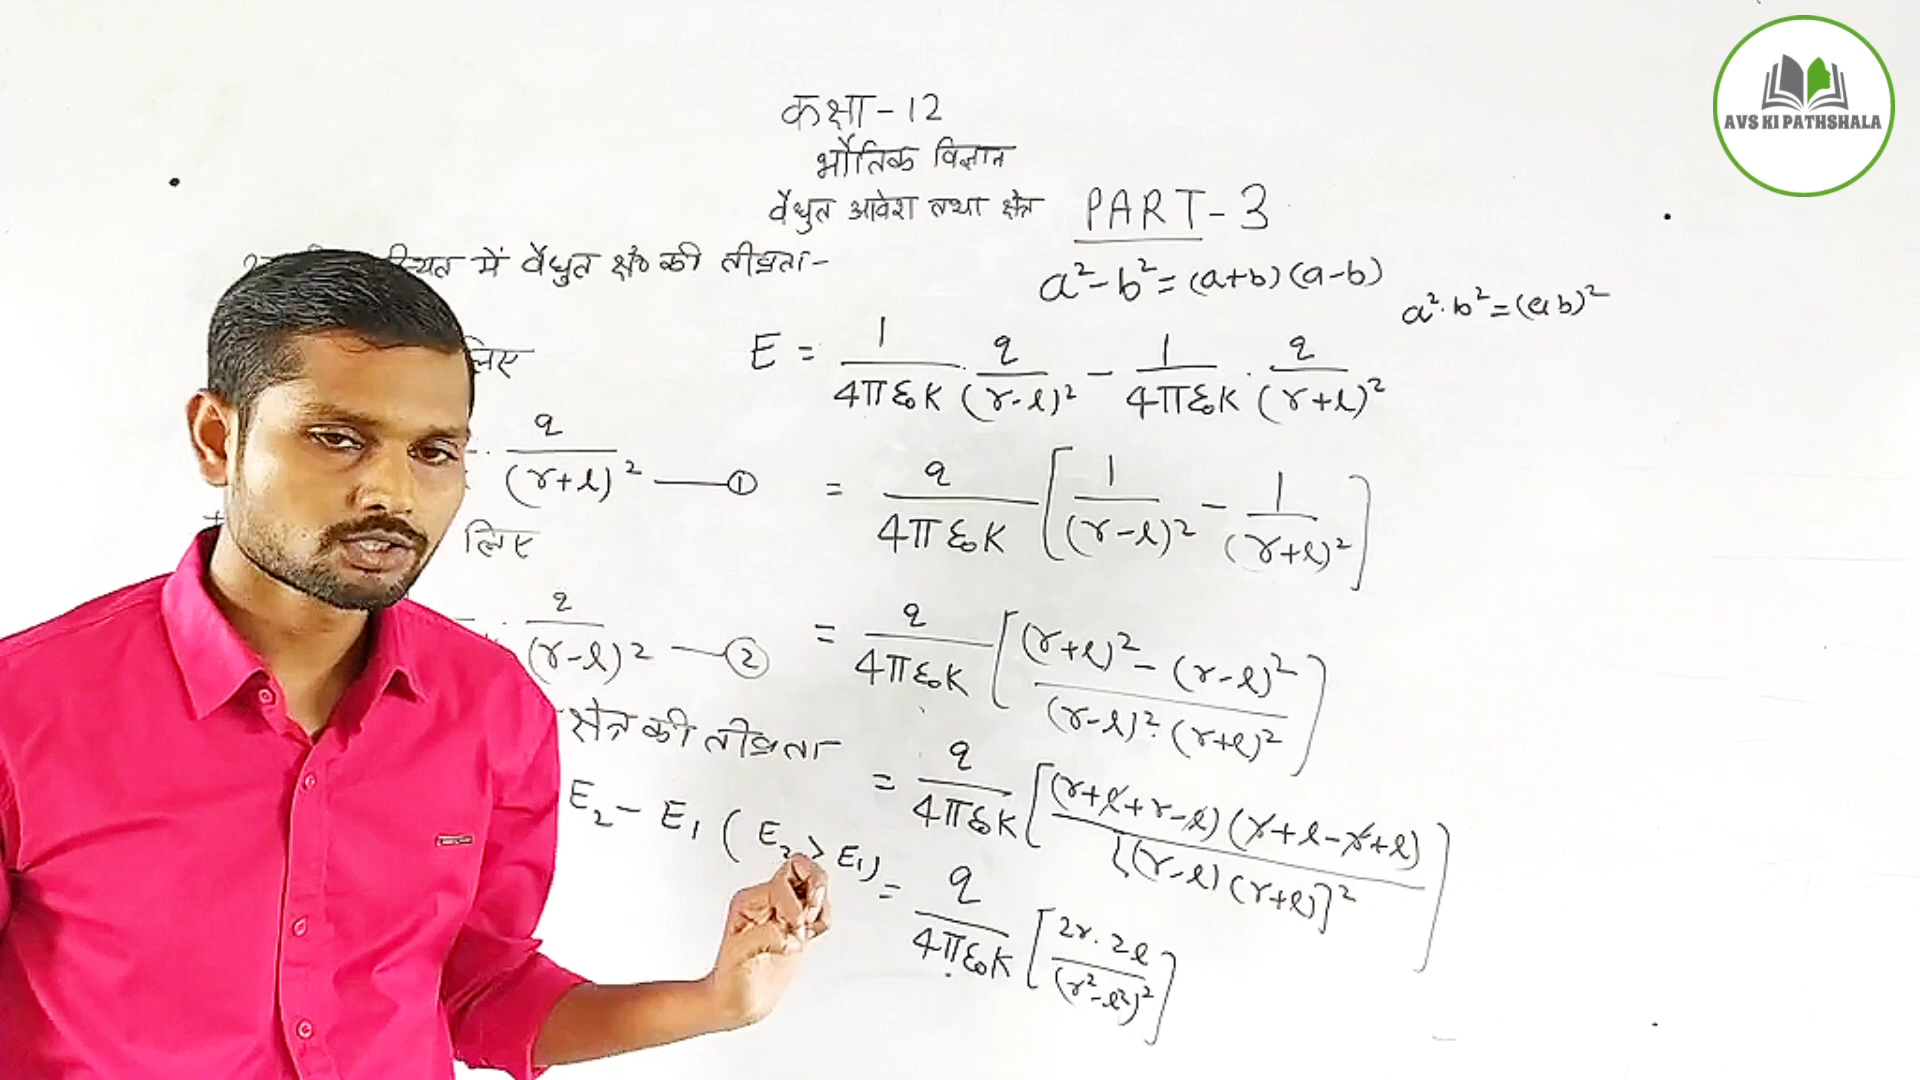 AVS KI PATHSHALA
कक्षा-12
भौतिक विज्ञान
वैधुत आवेश तथा क्षेत्र PART-3
में वैधुत क्षेत्र की तीव्रता-
a²-b²=(a+b)(a-b)
a².b²=(ab)²
लिए
q/(r+l)² —①
लिए
q/(r-l)² —②
क्षेत्र की तीव्रता
E₂-E₁ (E₂>E₁)
E = 1/4πε₀K . q/(r-l)² - 1/4πε₀K . q/(r+l)²
= q/4πε₀K [1/(r-l)² - 1/(r+l)²]
= q/4πε₀K [(r+l)²-(r-l)²/(r-l)².(r+l)²]
= q/4πε₀K [(r+l+r-l)(r+l-r+l)/[(r-l)(r+l)]²]
= q/4πε₀K [2r.2l/(r²-l²)²]